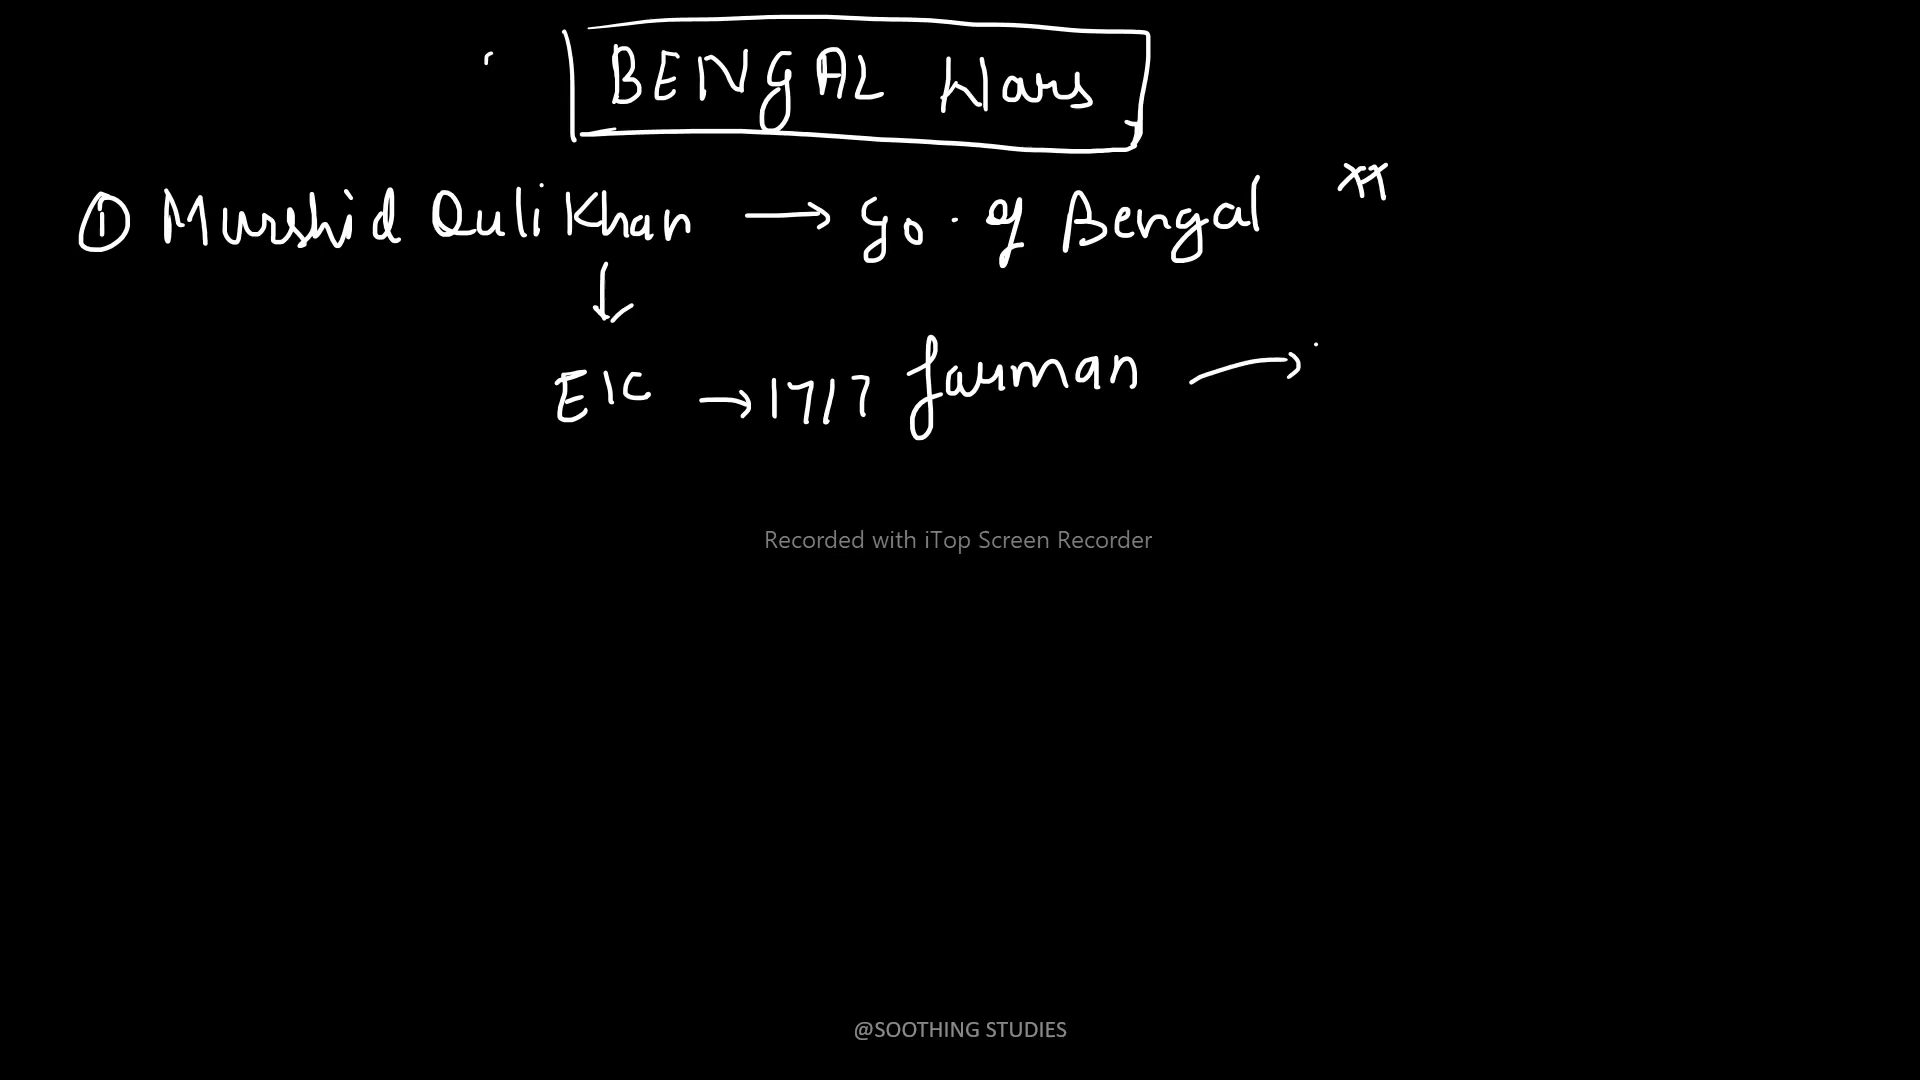 BENGAL Wars
① Murshid Quli Khan → Go. of Bengal **
↓
EIC → 1717 farman →
Recorded with iTop Screen Recorder
@SOOTHING STUDIES